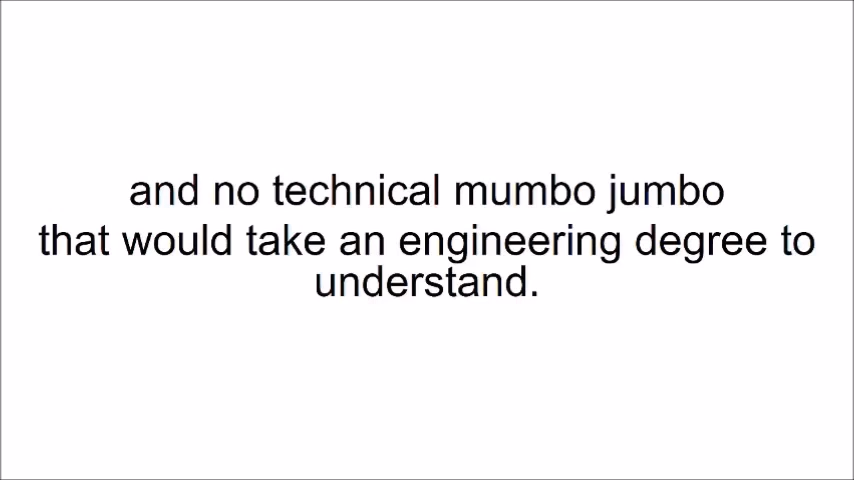 and no technical mumbo jumbo
that would take an engineering degree to
understand.